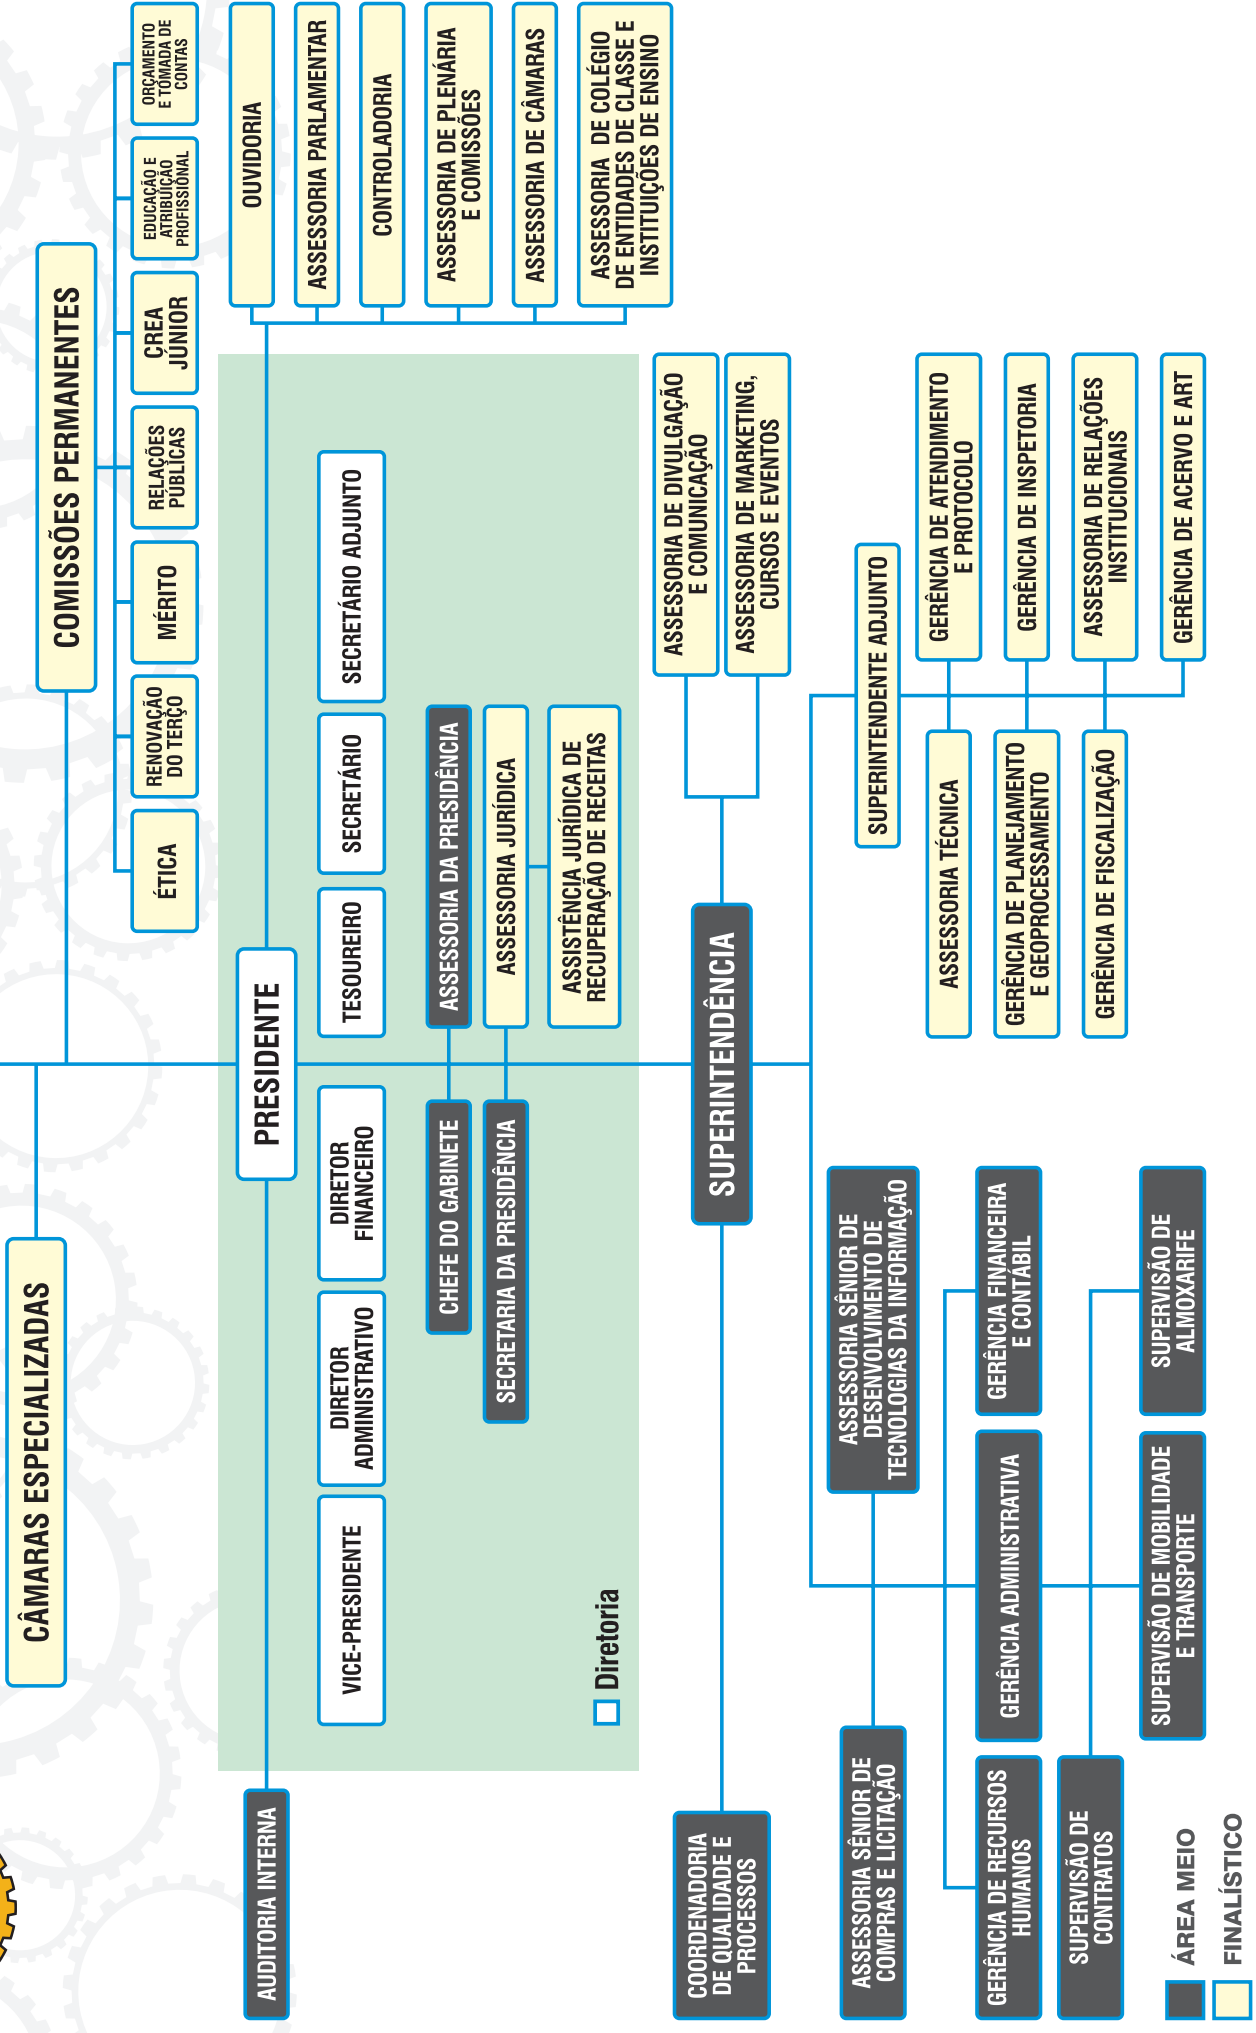 CÂMARAS ESPECIALIZADAS
COMISSÕES PERMANENTES
ÉTICA
RENOVAÇÃO
DO TERÇO
MÉRITO
RELAÇÕES
PÚBLICAS
CREA
JÚNIOR
EDUCAÇÃO E
ATRIBUIÇÃO
PROFISSIONAL
ORÇAMENTO
E TOMADA DE
CONTAS
AUDITORIA INTERNA
PRESIDENTE
OUVIDORIA
ASSESSORIA PARLAMENTAR
CONTROLADORIA
ASSESSORIA DE PLENÁRIA
E COMISSÕES
ASSESSORIA DE CÂMARAS
ASSESSORIA DE COLÉGIO
DE ENTIDADES DE CLASSE E
INSTITUIÇÕES DE ENSINO
VICE-PRESIDENTE
DIRETOR
ADMINISTRATIVO
DIRETOR
FINANCEIRO
TESOUREIRO
SECRETÁRIO
SECRETÁRIO ADJUNTO
CHEFE DO GABINETE
ASSESSORIA DA PRESIDÊNCIA
SECRETARIA DA PRESIDÊNCIA
ASSESSORIA JURÍDICA
ASSISTÊNCIA JURÍDICA DE
RECUPERAÇÃO DE RECEITAS
Diretoria
COORDENADORIA
DE QUALIDADE E
PROCESSOS
SUPERINTENDÊNCIA
ASSESSORIA DE DIVULGAÇÃO
E COMUNICAÇÃO
ASSESSORIA DE MARKETING,
CURSOS E EVENTOS
ASSESSORIA SÊNIOR DE
COMPRAS E LICITAÇÃO
ASSESSORIA SÊNIOR DE
DESENVOLVIMENTO DE
TECNOLOGIAS DA INFORMAÇÃO
SUPERINTENDENTE ADJUNTO
GERÊNCIA DE RECURSOS
HUMANOS
GERÊNCIA ADMINISTRATIVA
GERÊNCIA FINANCEIRA
E CONTÁBIL
ASSESSORIA TÉCNICA
GERÊNCIA DE ATENDIMENTO
E PROTOCOLO
GERÊNCIA DE PLANEJAMENTO
E GEOPROCESSAMENTO
GERÊNCIA DE INSPETORIA
GERÊNCIA DE FISCALIZAÇÃO
ASSESSORIA DE RELAÇÕES
INSTITUCIONAIS
GERÊNCIA DE ACERVO E ART
SUPERVISÃO DE
CONTRATOS
SUPERVISÃO DE MOBILIDADE
E TRANSPORTE
SUPERVISÃO DE
ALMOXARIFE
ÁREA MEIO
FINALÍSTICO